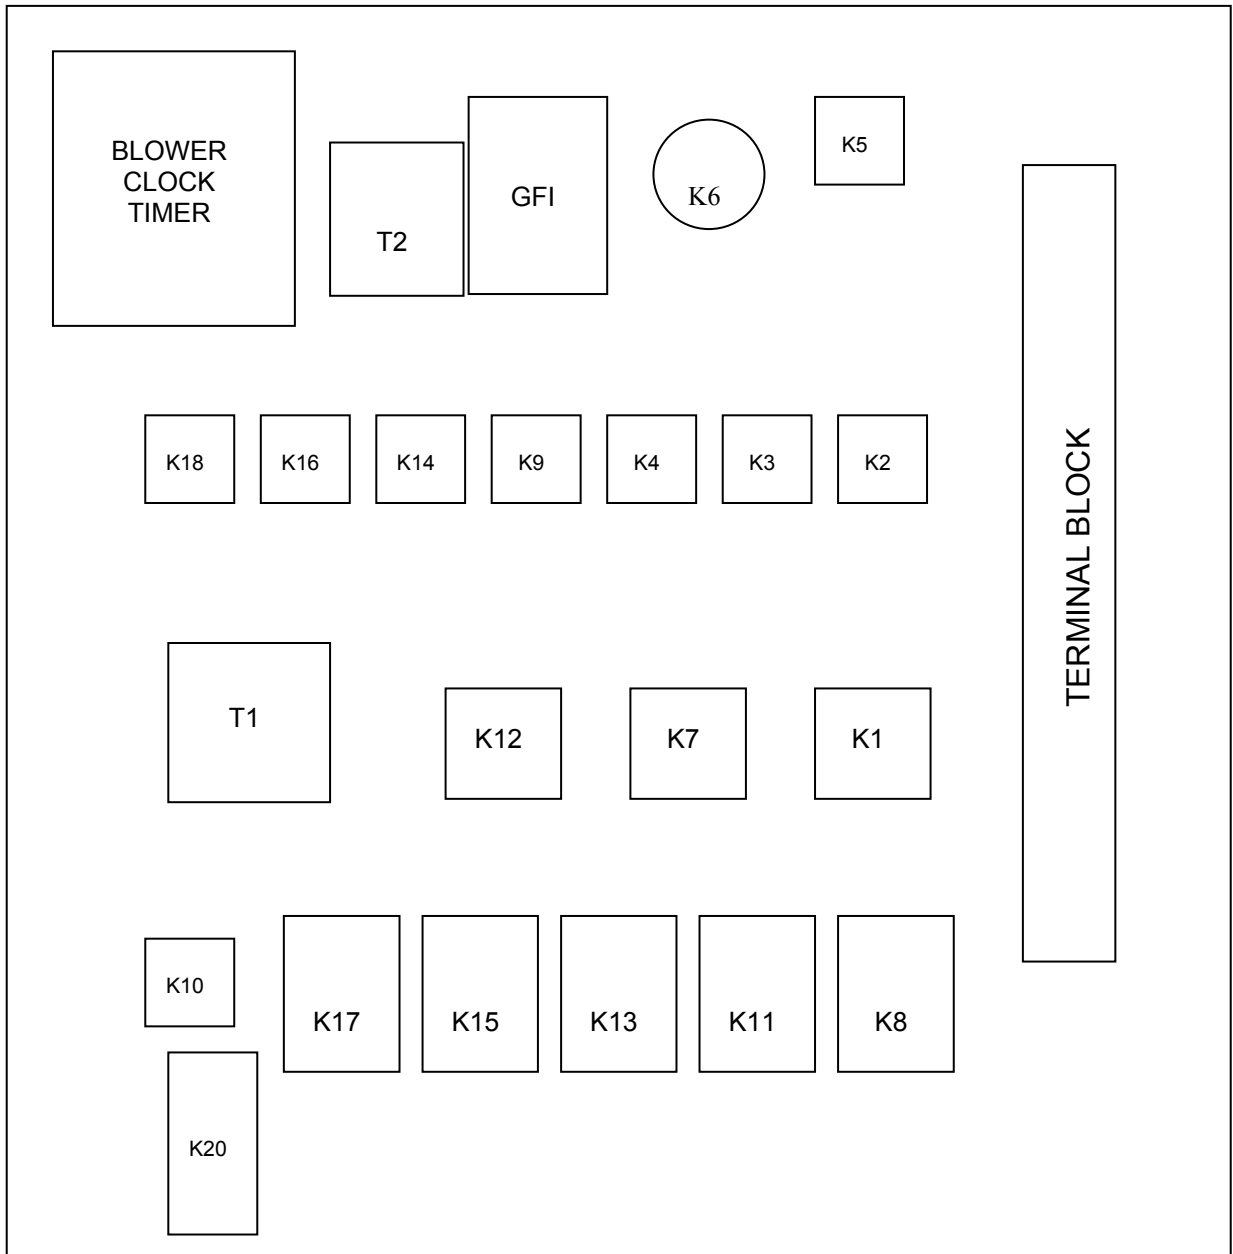 BLOWER
CLOCK
TIMER
T2
GFI
K6
K5
K18
K16
K14
K9
K4
K3
K2
TERMINAL BLOCK
T1
K12
K7
K1
K10
K17
K15
K13
K11
K8
K20